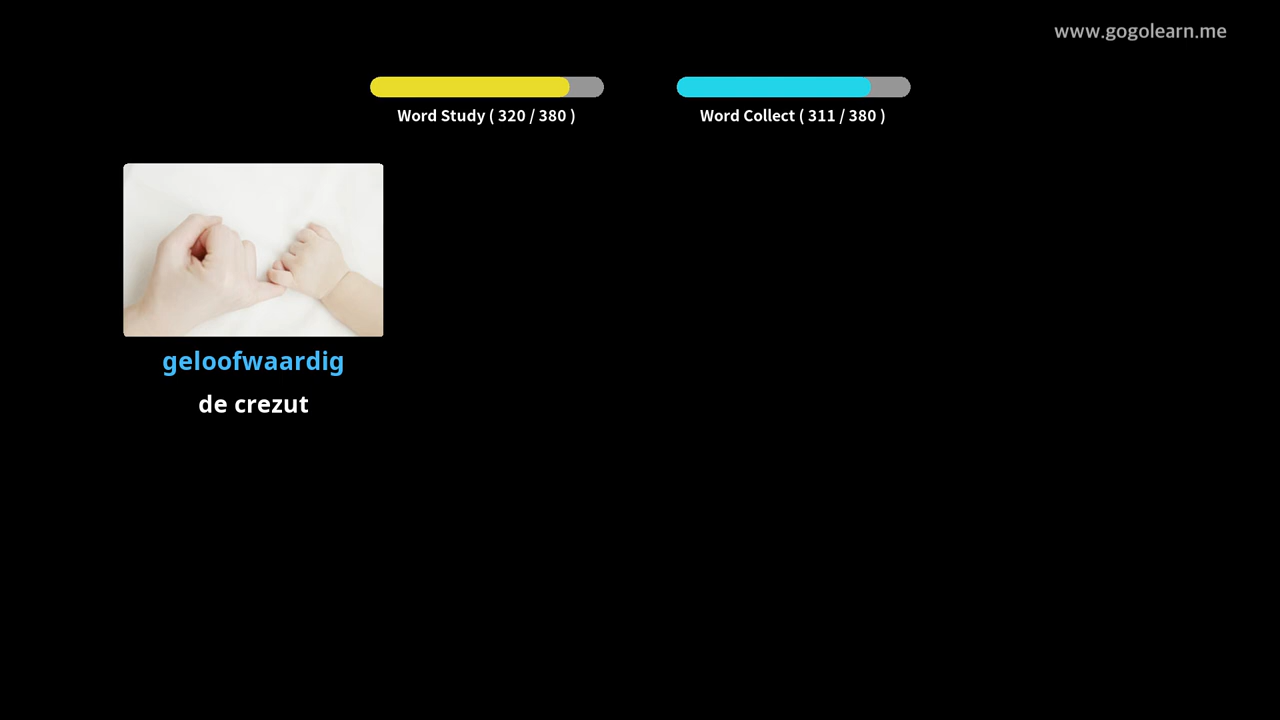 www.gogolearn.me
Word Study ( 320 / 380 )
Word Collect ( 311 / 380 )
geloofwaardig
de crezut